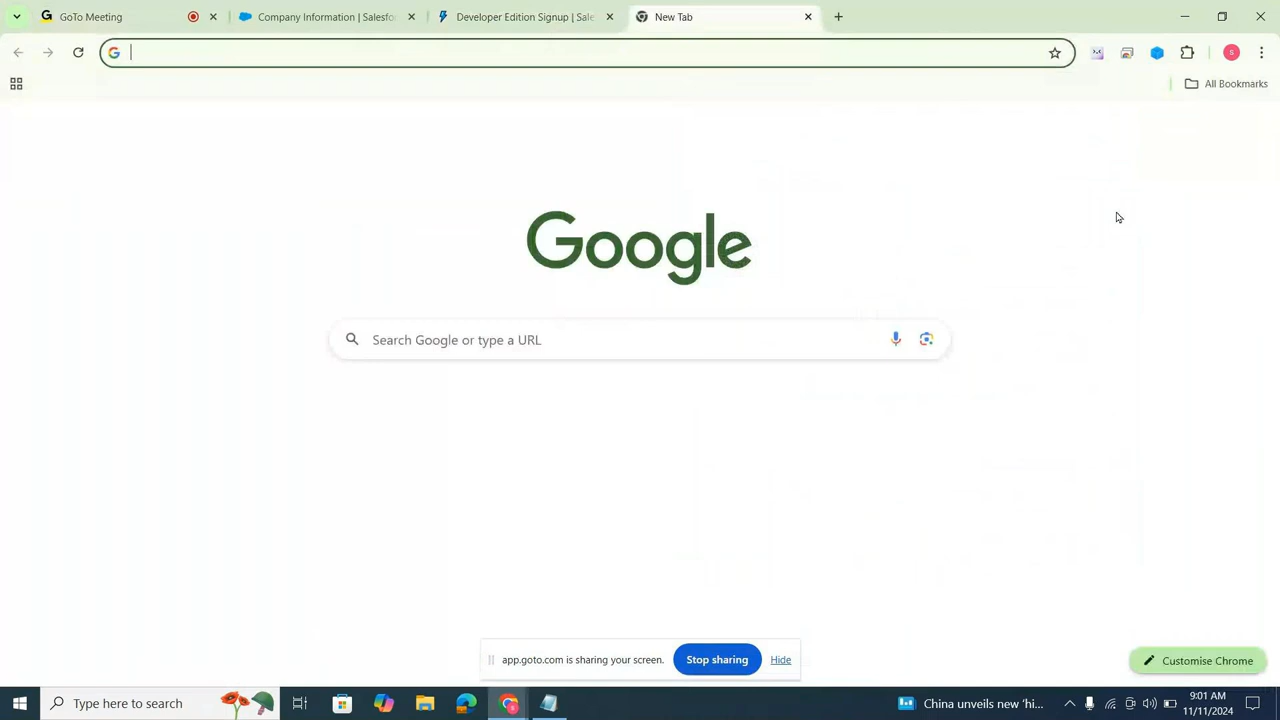 GoTo Meeting
Company Information | Salesfo
Developer Edition Signup | Sale
New Tab
S
All Bookmarks
Google
Search Google or type a URL
app.goto.com is sharing your screen.
Stop sharing
Hide
Customise Chrome
Type here to search
S
China unveils new 'hi...
9:01 AM
11/11/2024